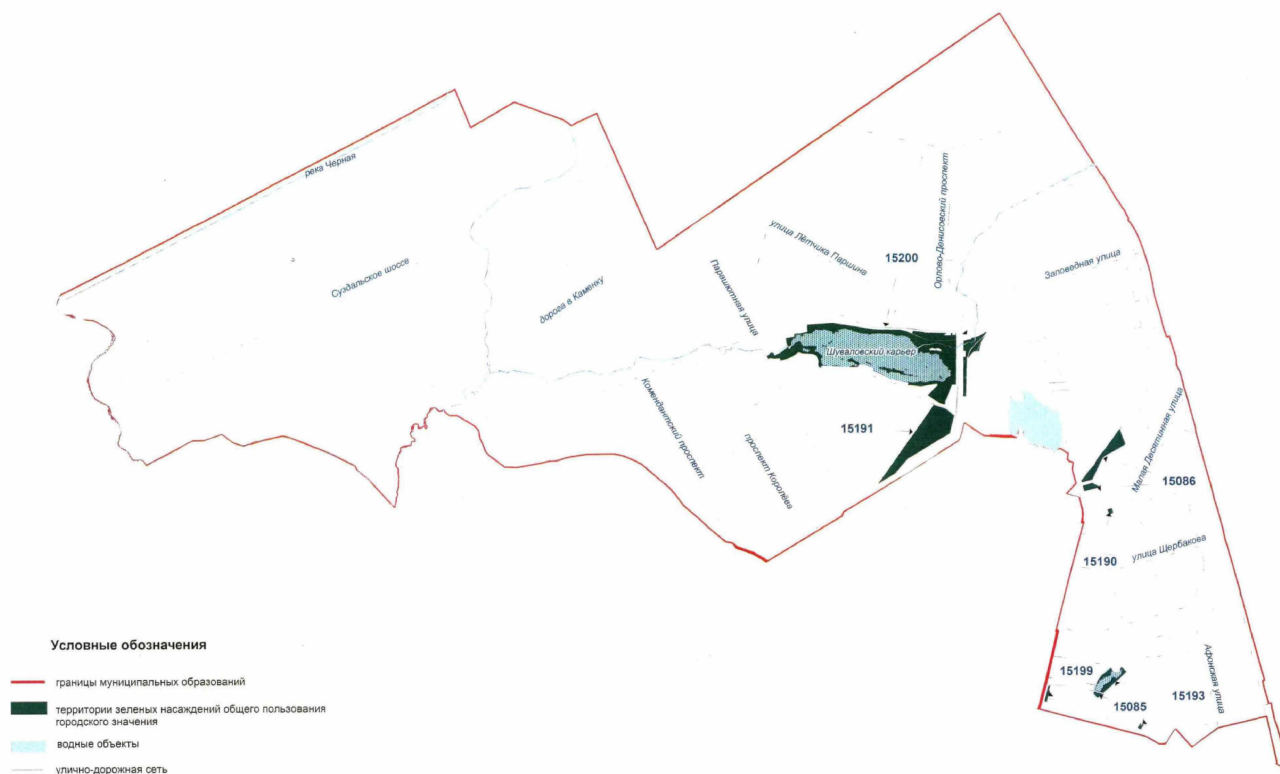 река Черная
Суздальское шоссе
дорога в Каменку
Парашютная улица
улица Лётчика Паршина
15200
Орлово-Денисовский проспект
Заповедная улица
Шуваловский карьер
Комендантский проспект
проспект Королёва
15191
Малая Десятинная улица
15086
15190
улица Щербакова
15199
15085
15193
Афонская улица
Условные обозначения
границы муниципальных образований
территории зеленых насаждений общего пользования
городского значения
водные объекты
улично-дорожная сеть